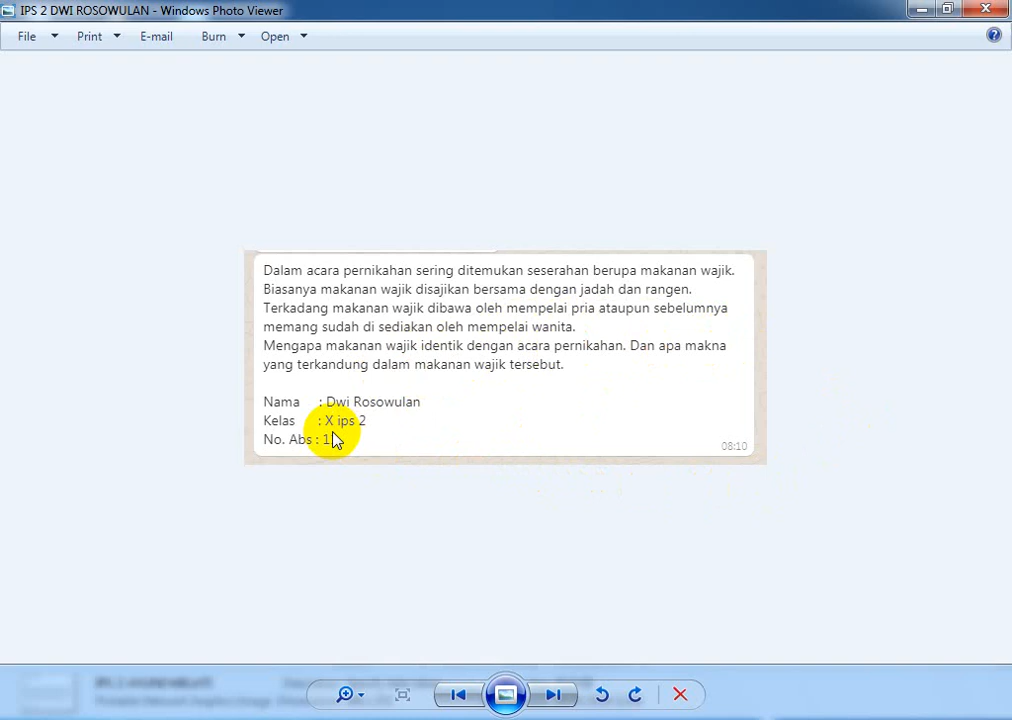 IPS 2 DWI ROSOWULAN - Windows Photo Viewer
File Print E-mail Burn Open
Dalam acara pernikahan sering ditemukan seserahan berupa makanan wajik.
Biasanya makanan wajik disajikan bersama dengan jadah dan rangen.
Terkadang makanan wajik dibawa oleh mempelai pria ataupun sebelumnya
memang sudah di sediakan oleh mempelai wanita.
Mengapa makanan wajik identik dengan acara pernikahan. Dan apa makna
yang terkandung dalam makanan wajik tersebut.
Nama : Dwi Rosowulan
Kelas : X ips 2
No. Abs :
08:10